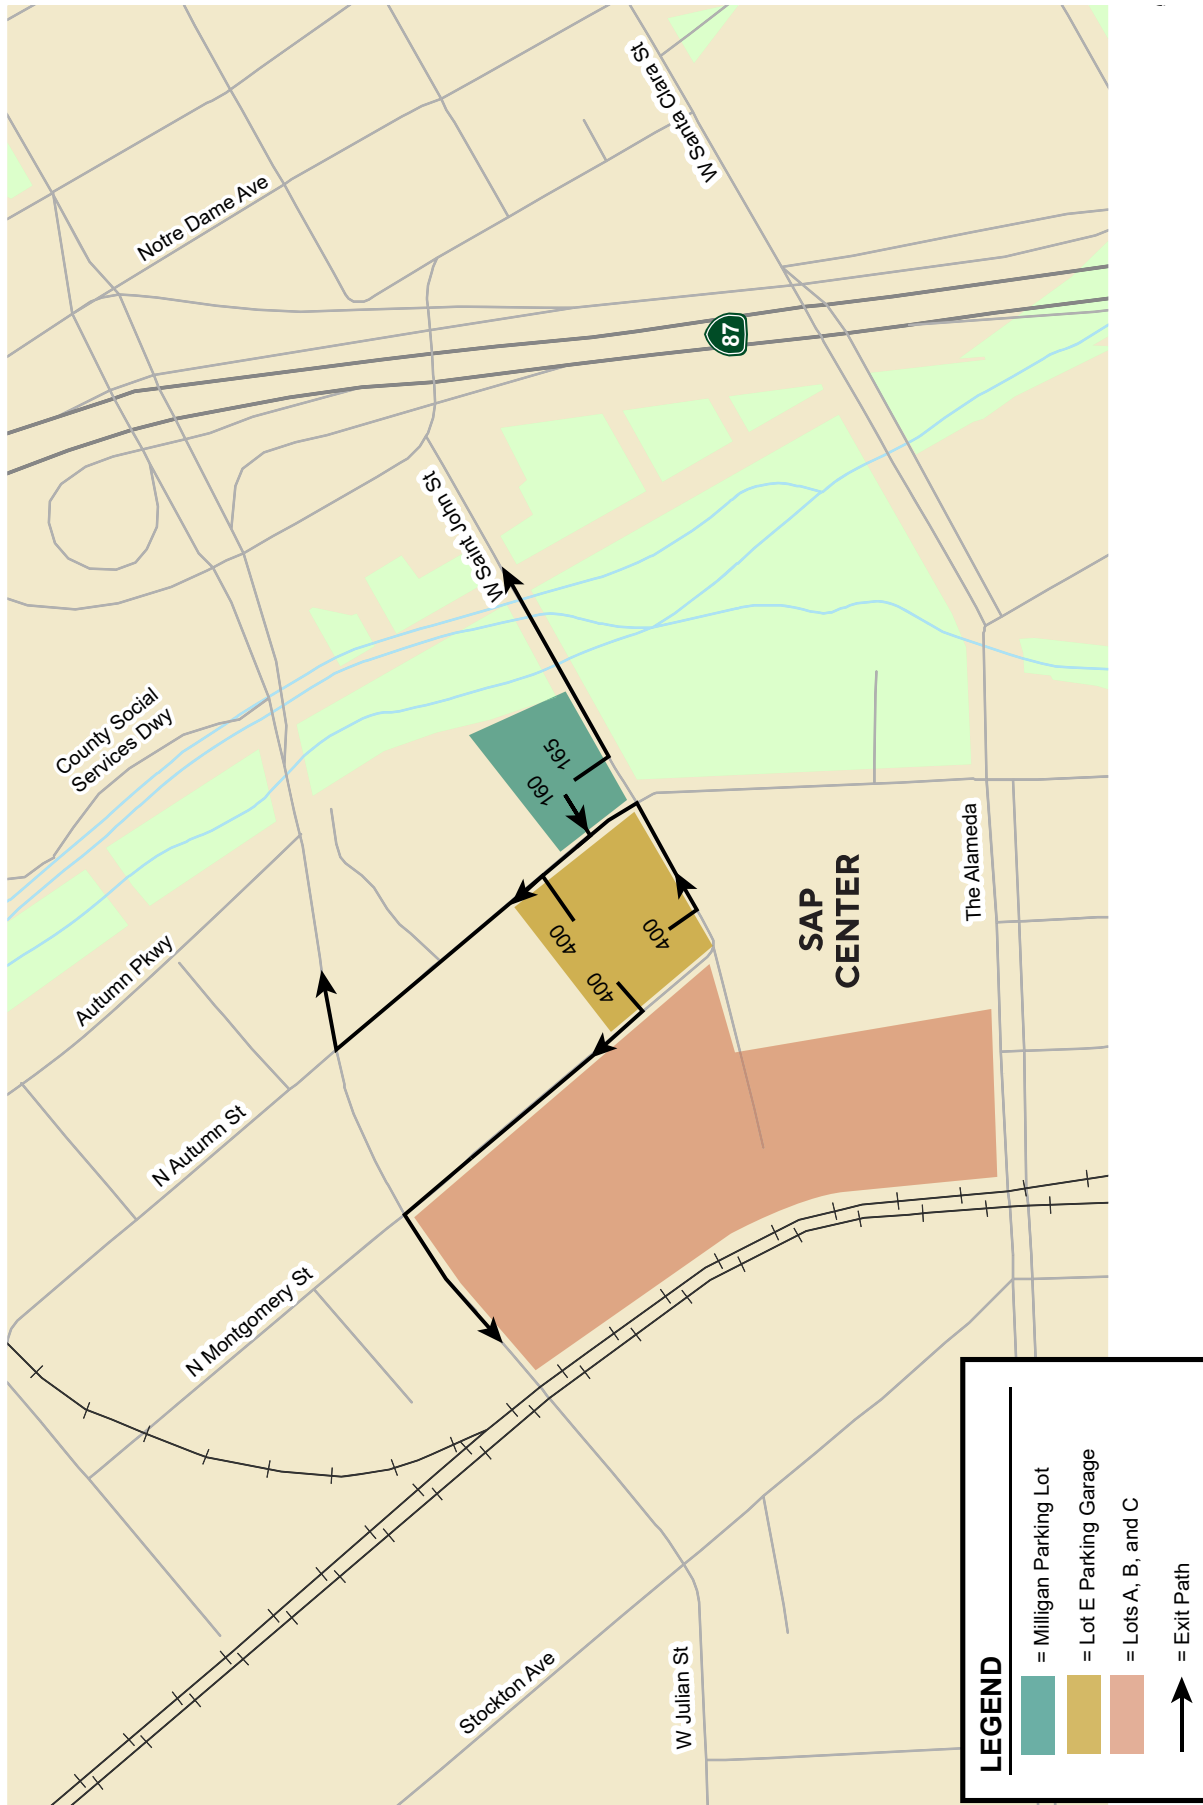 W Santa Clara St
Notre Dame Ave
87
W Saint John St
County Social
Services Dwy
165
160
400
400
400
Autumn Pkwy
The Alameda
SAP
CENTER
N Autumn St
N Montgomery St
Stockton Ave
W Julian St
LEGEND
= Milligan Parking Lot
= Lot E Parking Garage
= Lots A, B, and C
= Exit Path